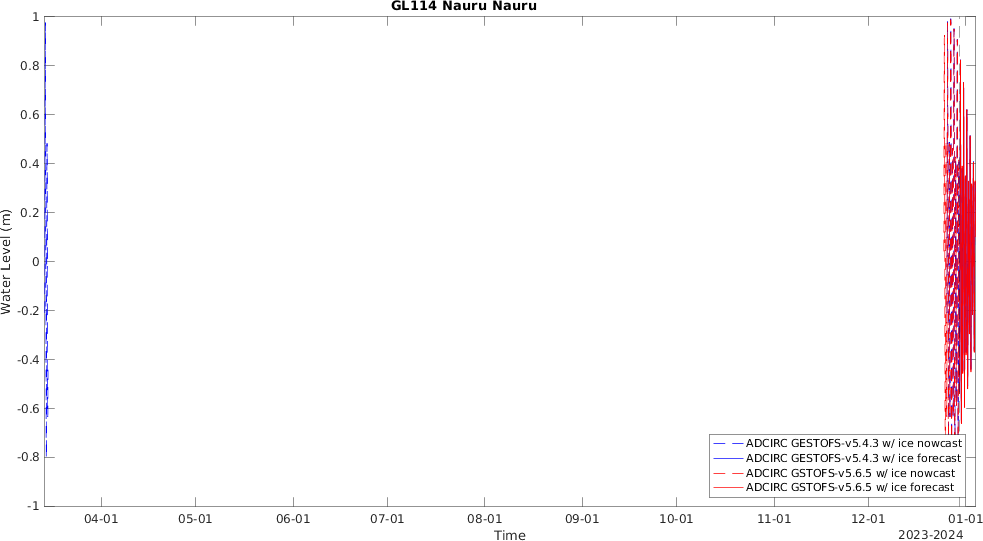 GL114 Nauru Nauru
Water Level (m)
1
0.8
0.6
0.4
0.2
0
-0.2
-0.4
-0.6
-0.8
-1
ADCIRC GESTOFS-v5.4.3 w/ ice nowcast
ADCIRC GESTOFS-v5.4.3 w/ ice forecast
ADCIRC GSTOFS-v5.6.5 w/ ice nowcast
ADCIRC GSTOFS-v5.6.5 w/ ice forecast
04-01 05-01 06-01 07-01 08-01 09-01 10-01 11-01 12-01 01-01
Time
2023-2024